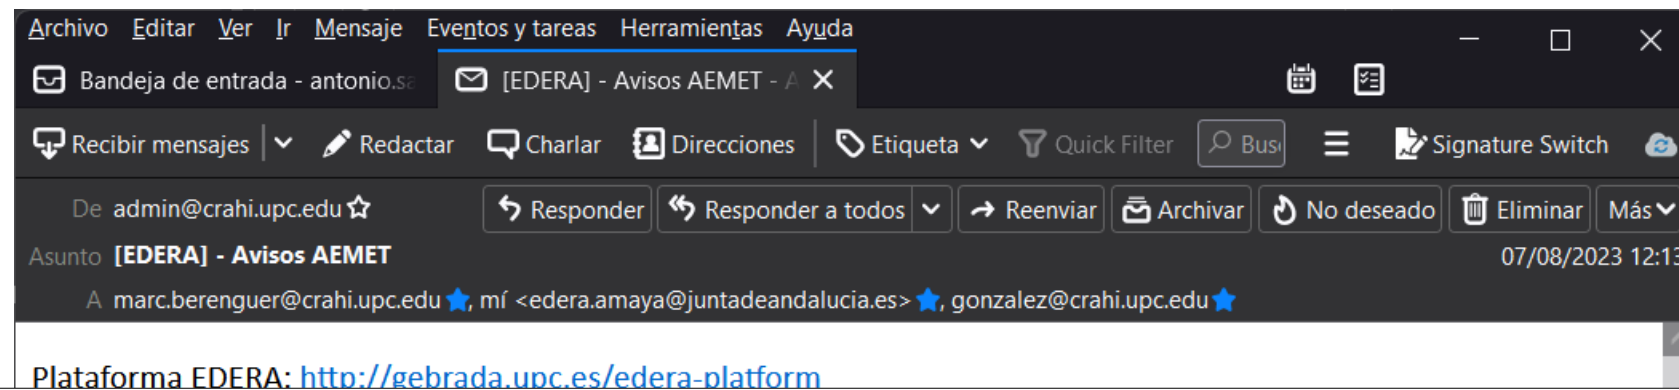 Archivo Editar Ver Ir Mensaje Eventos y tareas Herramientas Ayuda
Bandeja de entrada - antonio.sa [EDERA] - Avisos AEMET - A
Recibir mensajes Redactar Charlar Direcciones Etiqueta Quick Filter Bus Signature Switch
De admin@crahi.upc.edu Responder Responder a todos Reenviar Archivar No deseado Eliminar Más
Asunto [EDERA] - Avisos AEMET 07/08/2023 12:13
A marc.berenguer@crahi.upc.edu, mí <edera.amaya@juntadeandalucia.es>, gonzalez@crahi.upc.edu
Plataforma EDERA: http://gebrada.upc.es/edera-platform